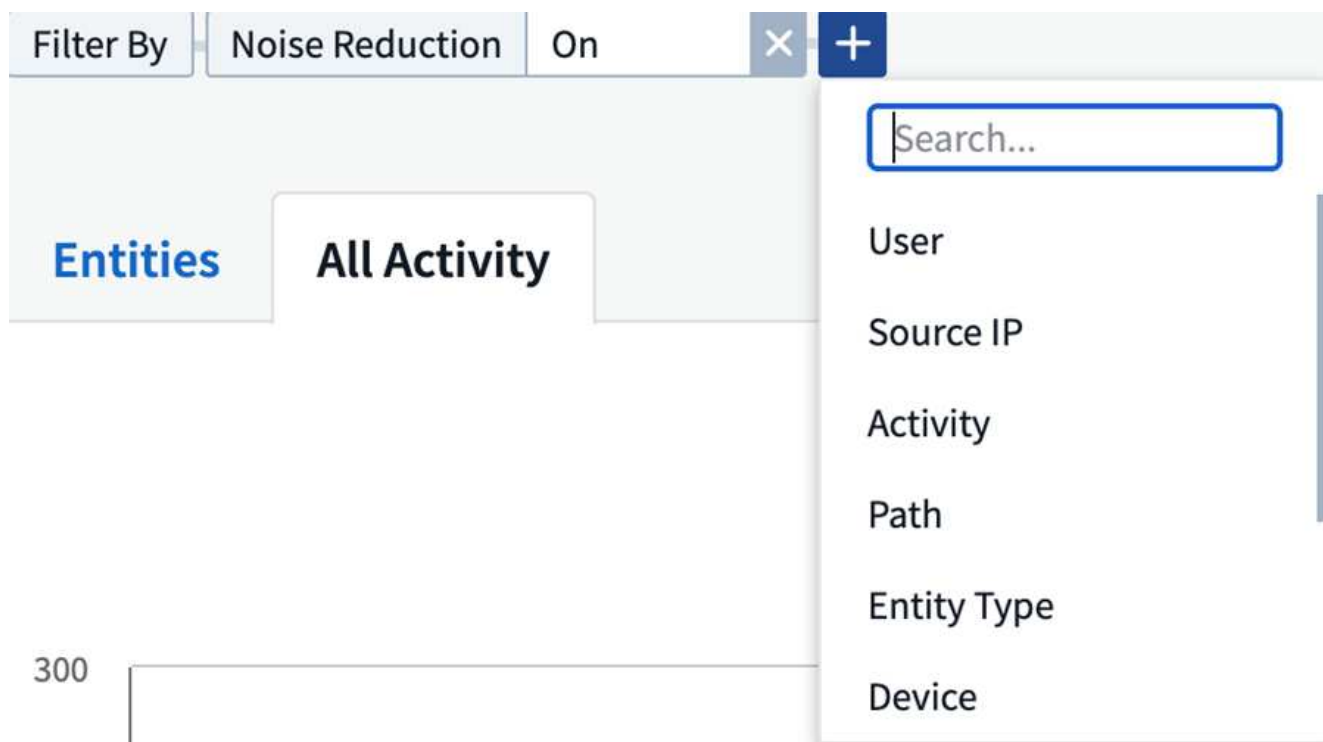 Filter By Noise Reduction On
Search...
Entities All Activity
User
Source IP
Activity
Path
Entity Type
Device
300